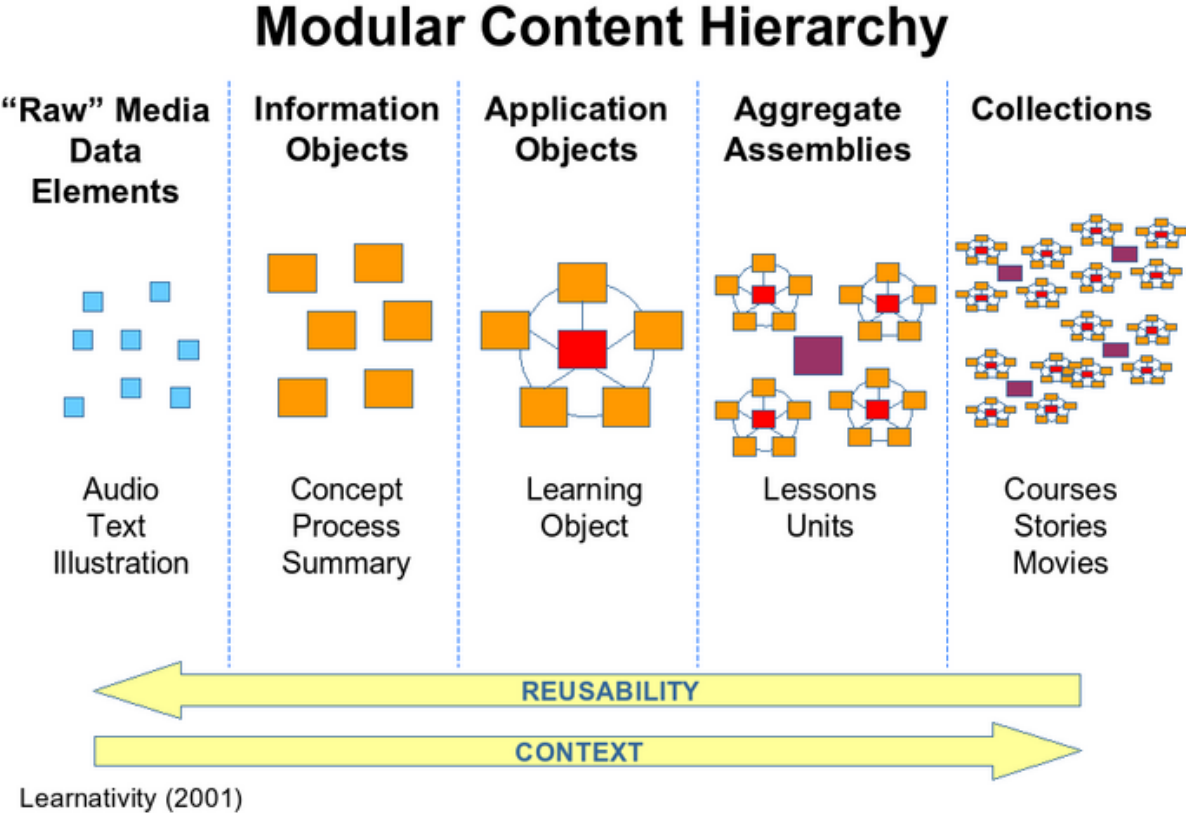 Modular Content Hierarchy
“Raw” Media
Data
Elements
Information
Objects
Application
Objects
Aggregate
Assemblies
Collections
Audio
Text
Illustration
Concept
Process
Summary
Learning
Object
Lessons
Units
Courses
Stories
Movies
REUSABILITY
CONTEXT
Learnativity (2001)